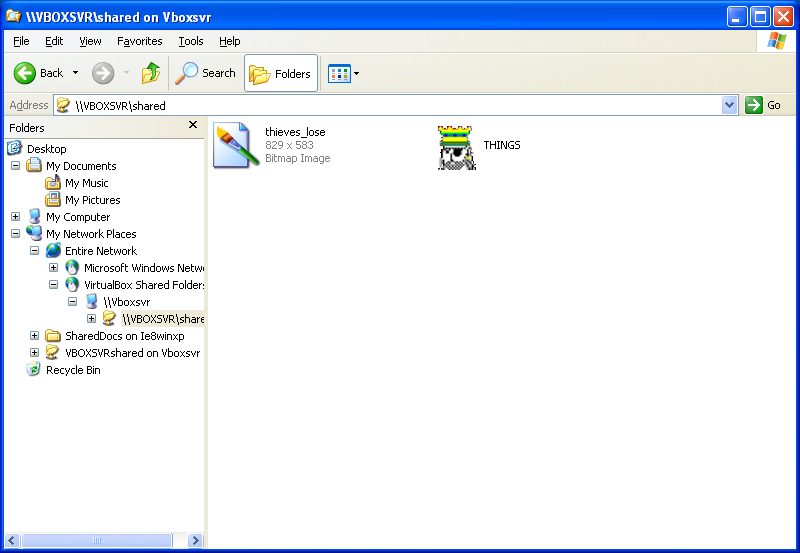 \\VBOXSVR\shared on Vboxsvr
File Edit View Favorites Tools Help
Back Search Folders
Address \\VBOXSVR\shared Go
Folders
Desktop
My Documents
My Music
My Pictures
My Computer
My Network Places
Entire Network
Microsoft Windows Netw
VirtualBox Shared Folders
\\Vboxsvr
\\VBOXSVR\share
SharedDocs on Ie8winxp
VBOXSVRshared on Vboxsvr
Recycle Bin
thieves_lose
829 x 583
Bitmap Image
THINGS